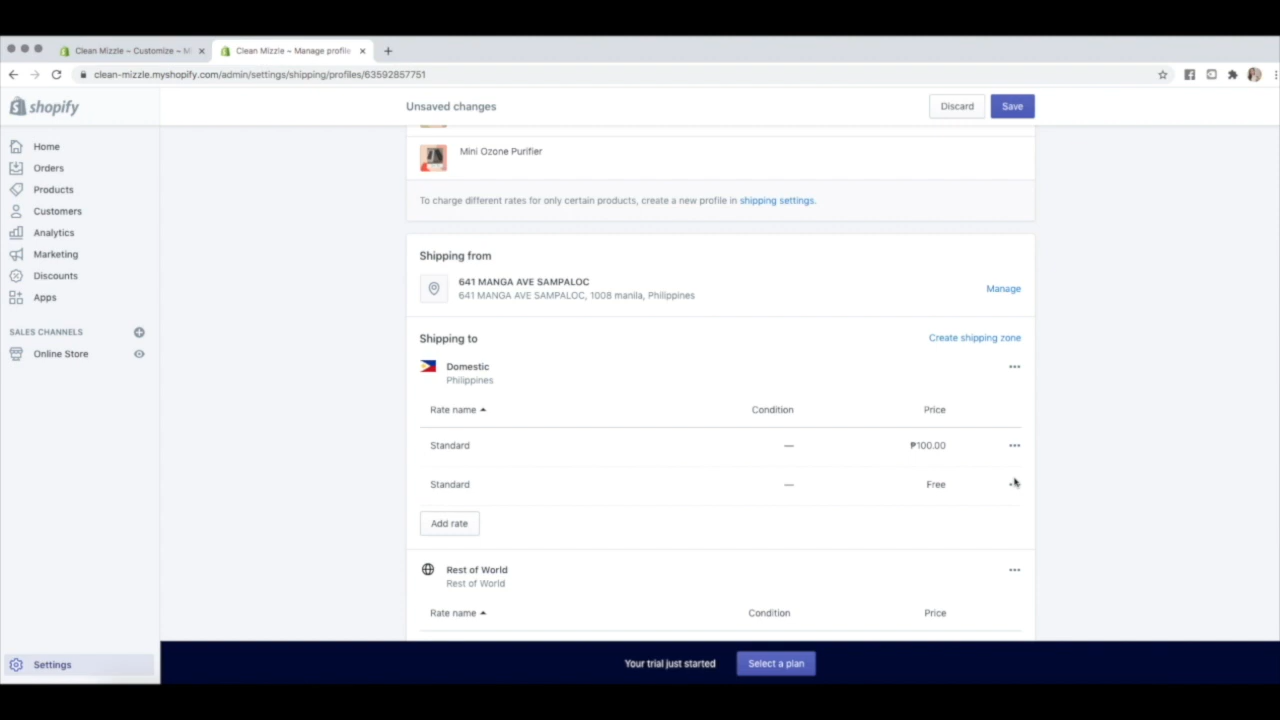 Clean Mizzle ~ Customize ~ M
Clean Mizzle ~ Manage profile
clean-mizzle.myshopify.com/admin/settings/shipping/profiles/63592857751
shopify
Unsaved changes
Discard
Save
Home
Orders
Products
Customers
Analytics
Marketing
Discounts
Apps
SALES CHANNELS
Online Store
Settings
Mini Ozone Purifier
To charge different rates for only certain products, create a new profile in shipping settings.
Shipping from
641 MANGA AVE SAMPALOC
641 MANGA AVE SAMPALOC, 1008 manila, Philippines
Manage
Shipping to
Create shipping zone
Domestic
Philippines
Rate name Condition Price
Standard — ₱100.00
Standard — Free
Add rate
Rest of World
Rest of World
Rate name Condition Price
Your trial just started
Select a plan